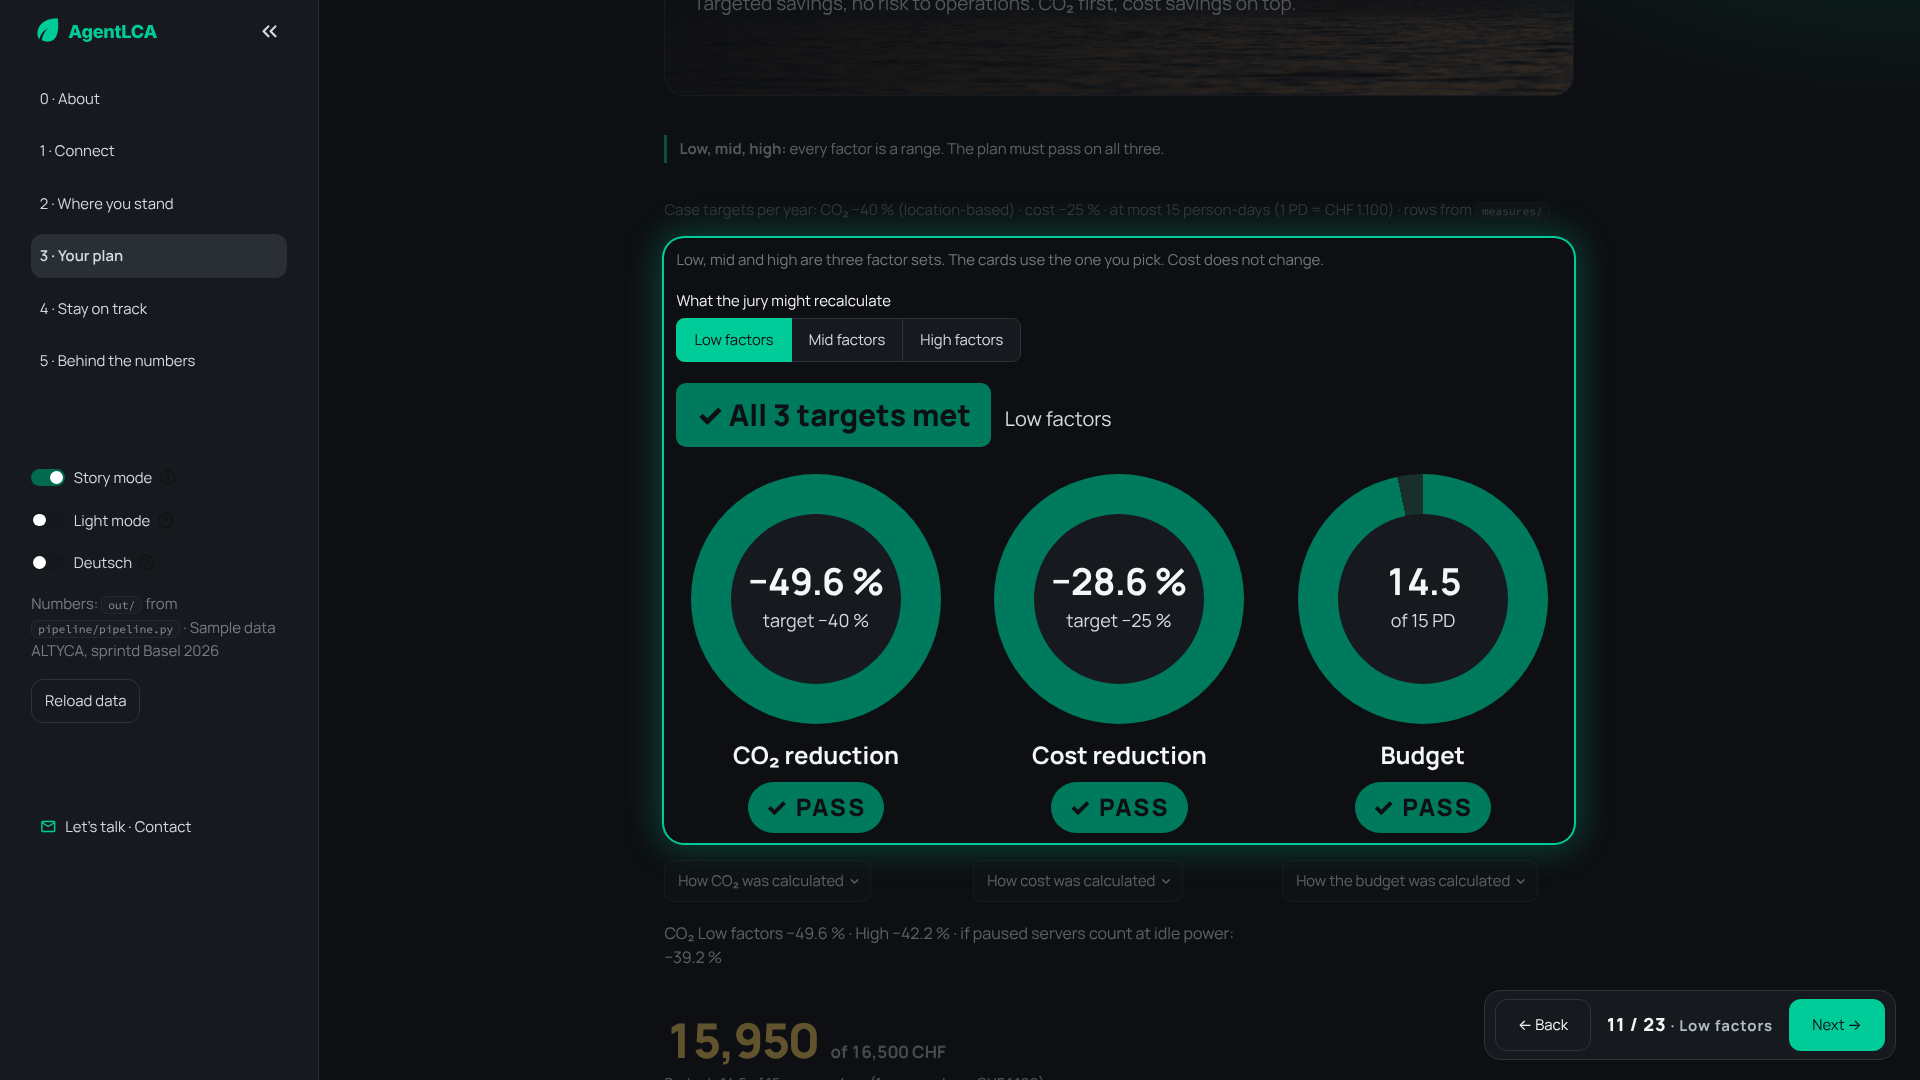 AgentLCA
0 · About
1 · Connect
2 · Where you stand
3 · Your plan
4 · Stay on track
5 · Behind the numbers
Story mode
Light mode
Deutsch
Numbers: out/ from
pipeline/pipeline.py · Sample data
ALTYCA, sprintd Basel 2026
Reload data
Let's talk · Contact
Targeted savings, no risk to operations. CO₂ first, cost savings on top.
Low, mid, high: every factor is a range. The plan must pass on all three.
Case targets per year: CO₂ −40 % (location-based) · cost −25 % · at most 15 person-days (1 PD = CHF 1,100) · rows from measures/
Low, mid and high are three factor sets. The cards use the one you pick. Cost does not change.
What the jury might recalculate
Low factors Mid factors High factors
✓ All 3 targets met Low factors
−49.6 % −28.6 % 14.5
target −40 % target −25 % of 15 PD
CO₂ reduction Cost reduction Budget
✓ PASS ✓ PASS ✓ PASS
How CO₂ was calculated How cost was calculated How the budget was calculated
CO₂ Low factors −49.6 % · High −42.2 % · if paused servers count at idle power:
−39.2 %
15,950 of 16,500 CHF
← Back 11 / 23 · Low factors Next →